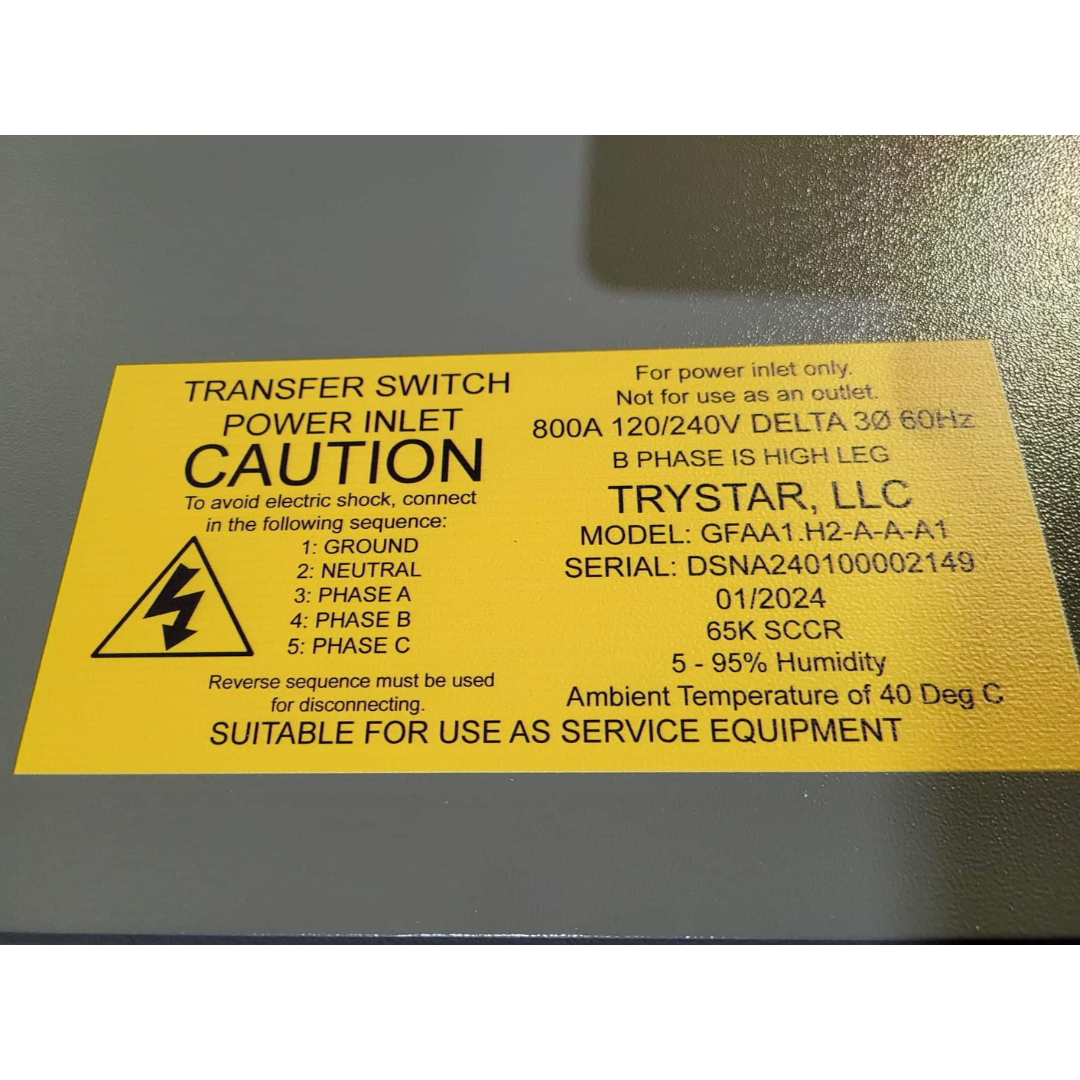 TRANSFER SWITCH
POWER INLET
CAUTION
To avoid electric shock, connect
in the following sequence:
1: GROUND
2: NEUTRAL
3: PHASE A
4: PHASE B
5: PHASE C
Reverse sequence must be used
for disconnecting.
For power inlet only.
Not for use as an outlet.
800A 120/240V DELTA 3Ø 60Hz
B PHASE IS HIGH LEG
TRYSTAR, LLC
MODEL: GFAA1.H2-A-A-A1
SERIAL: DSNA240100002149
01/2024
65K SCCR
5 - 95% Humidity
Ambient Temperature of 40 Deg C
SUITABLE FOR USE AS SERVICE EQUIPMENT